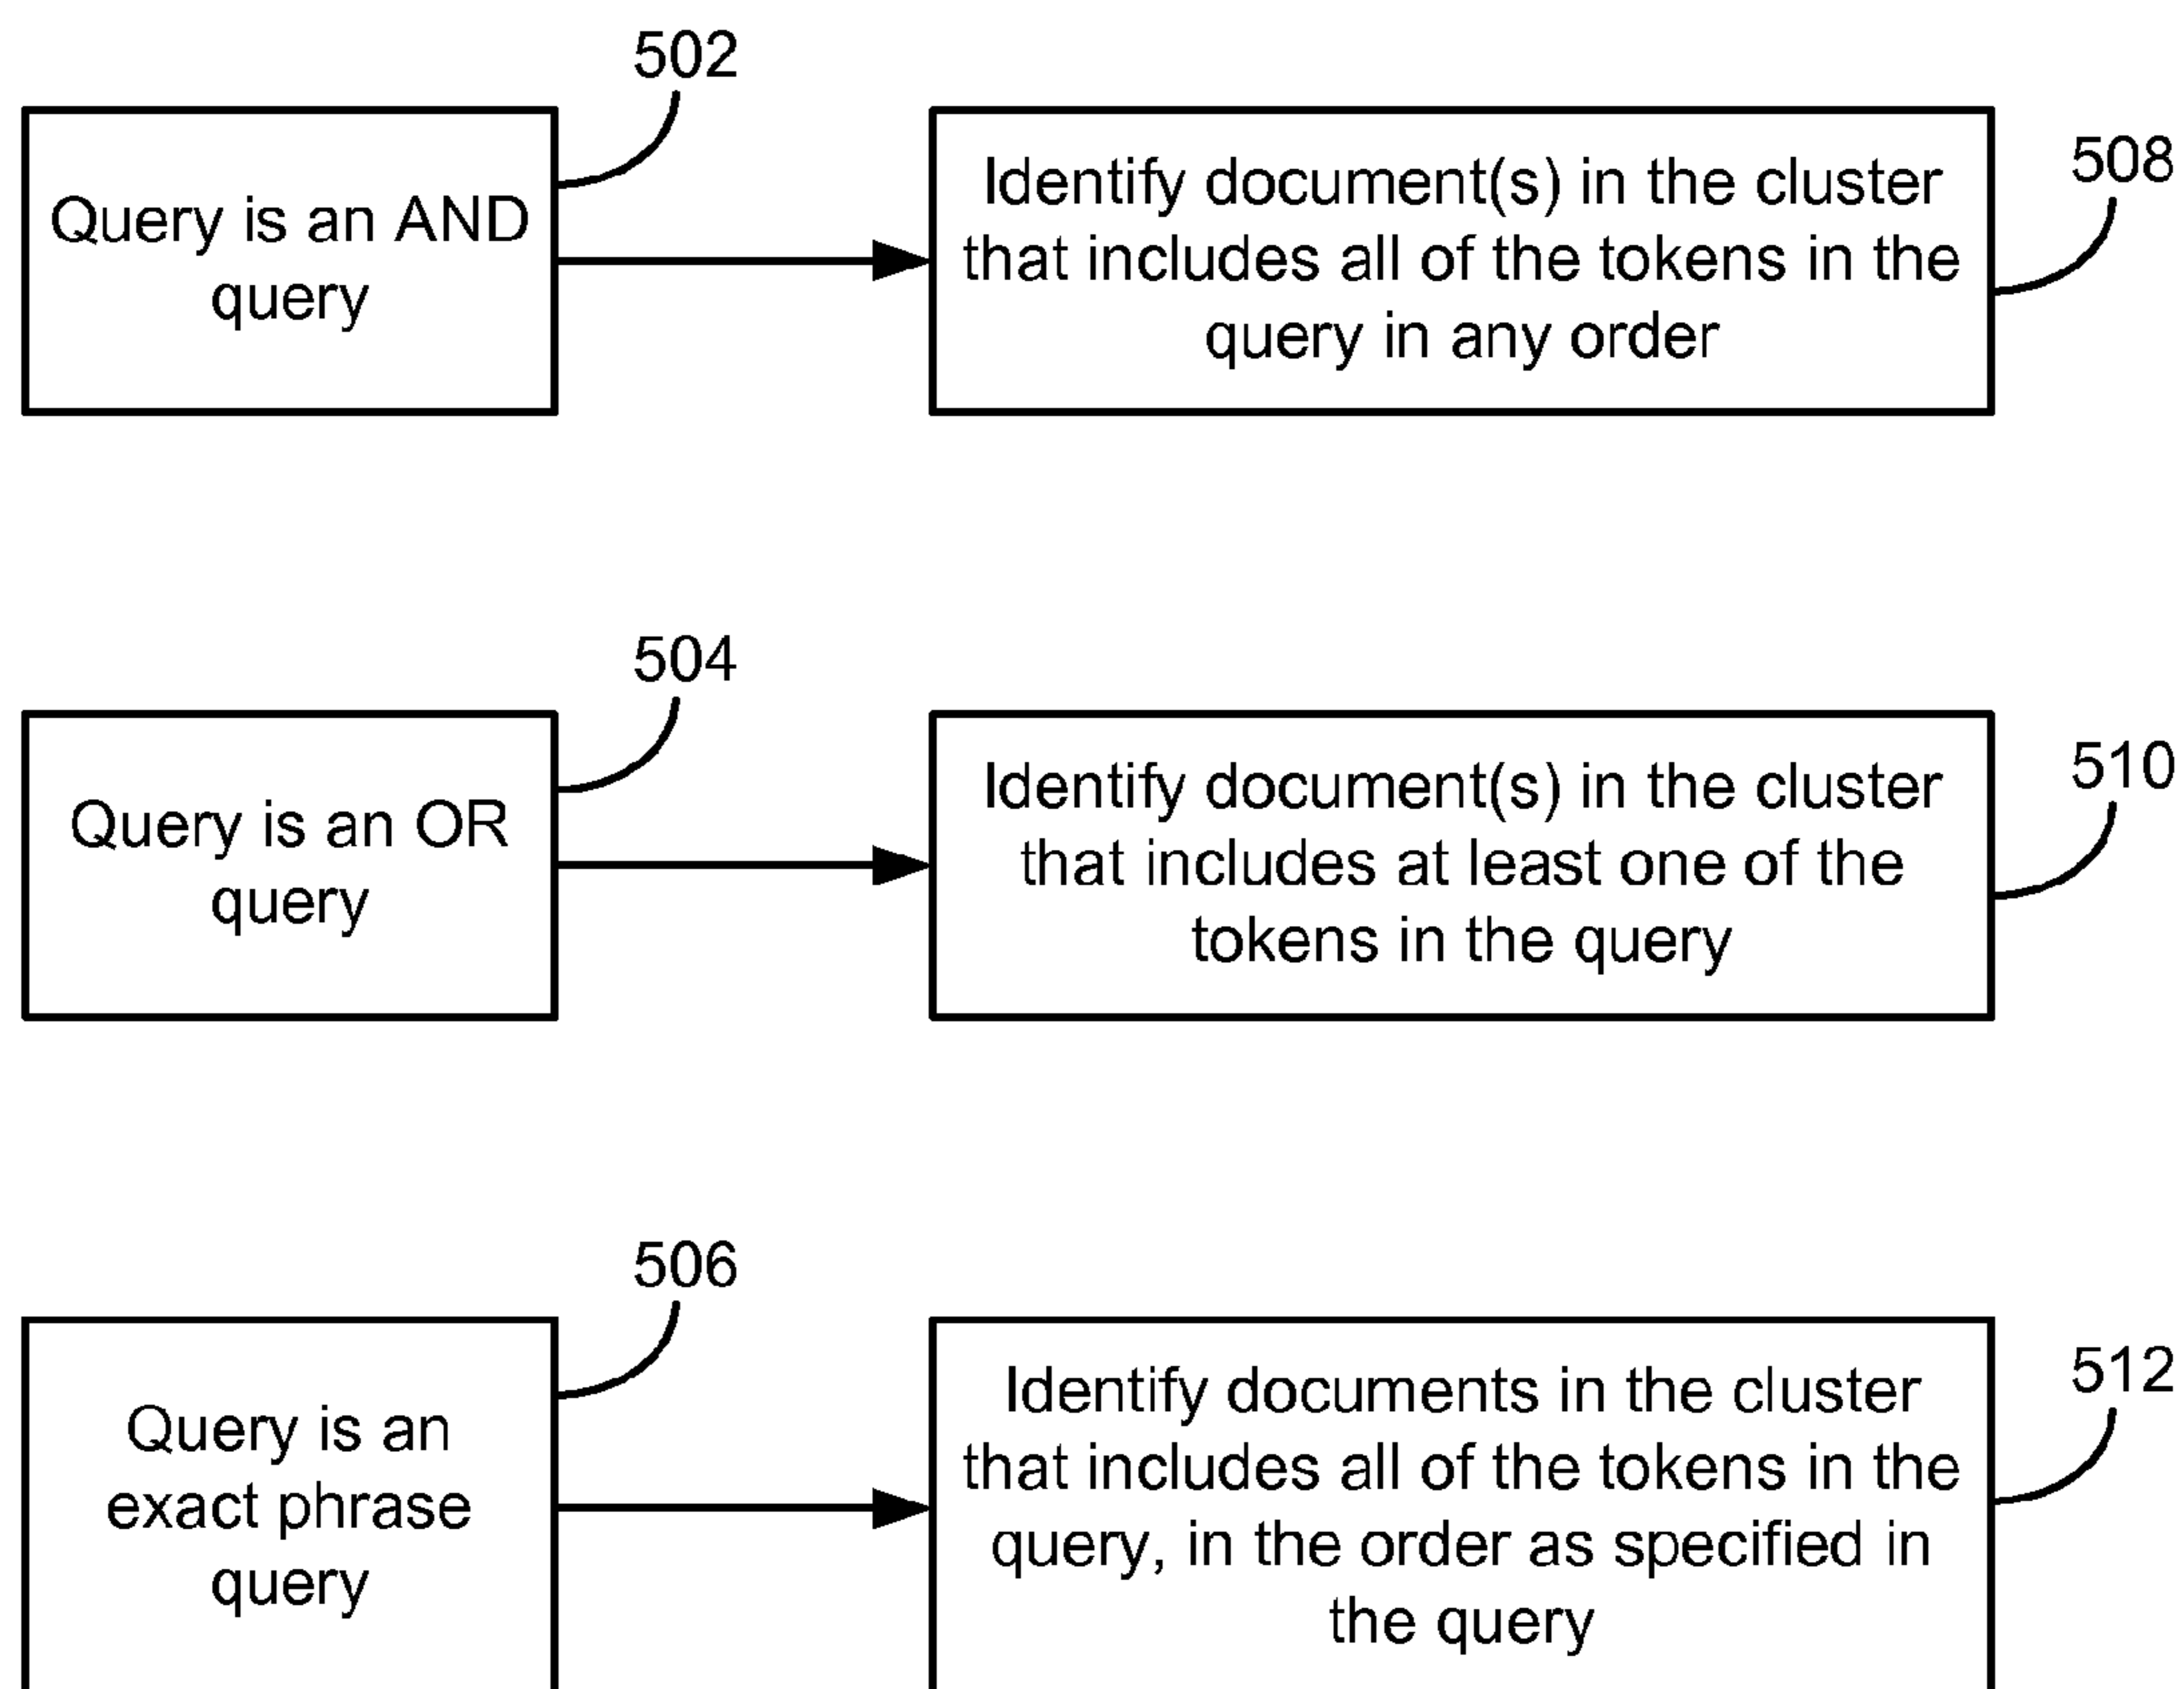 502
Query is an AND
query
Identify document(s) in the cluster
that includes all of the tokens in the
query in any order
508
504
Query is an OR
query
Identify document(s) in the cluster
that includes at least one of the
tokens in the query
510
506
Query is an
exact phrase
query
Identify documents in the cluster
that includes all of the tokens in the
query, in the order as specified in
the query
512